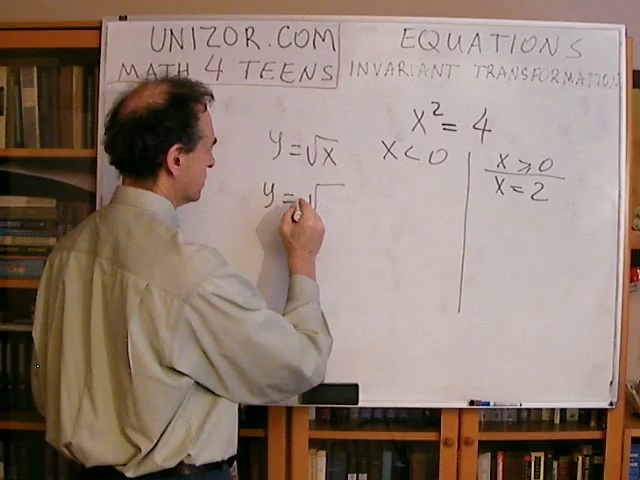 UNIZOR.COM
MATH 4 TEENS
EQUATIONS
INVARIANT TRANSFORMATIONS
x² = 4
y = √x
x < 0
x ⩾ 0
x = 2
y = √